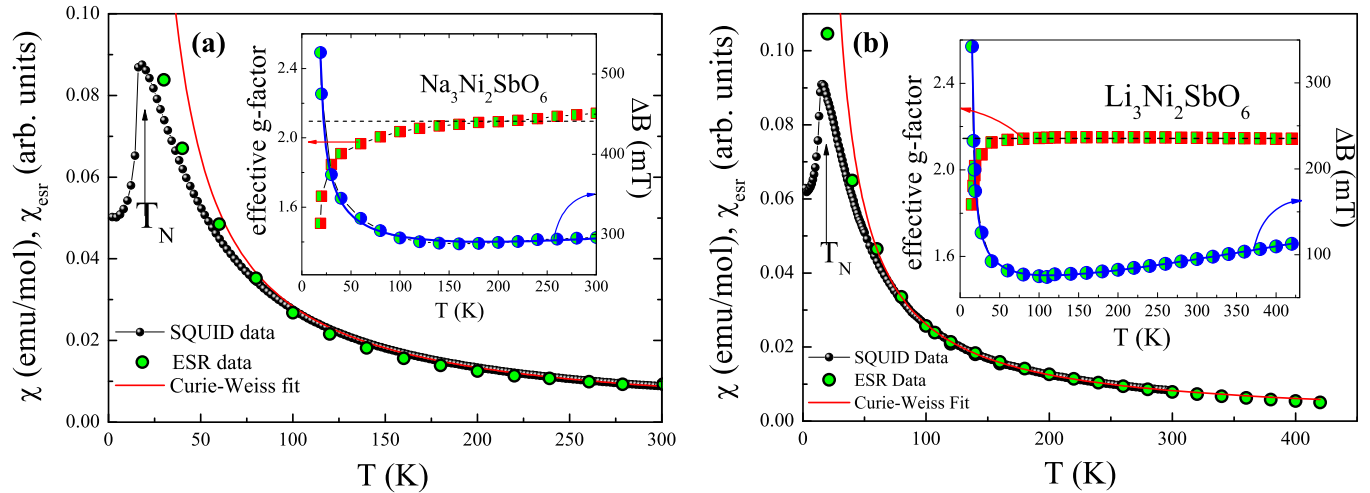 (a)
χ (emu/mol), χ_esr (arb. units)
0.10
0.08
0.06
0.04
0.02
0.00
0 50 100 150 200 250 300
T (K)
T_N
SQUID data
ESR data
Curie-Weiss fit
Na_3Ni_2SbO_6
effective g-factor
2.4
2.0
1.6
ΔB (mT)
500
400
300
0 50 100 150 200 250 300
T (K)
(b)
χ (emu/mol), χ_esr (arb. units)
0.10
0.08
0.06
0.04
0.02
0.00
0 100 200 300 400
T (K)
T_N
SQUID Data
ESR Data
Curie-Weiss Fit
Li_3Ni_2SbO_6
effective g-factor
2.4
2.0
1.6
ΔB (mT)
300
200
100
0 50 100 150 200 250 300 350 400
T (K)